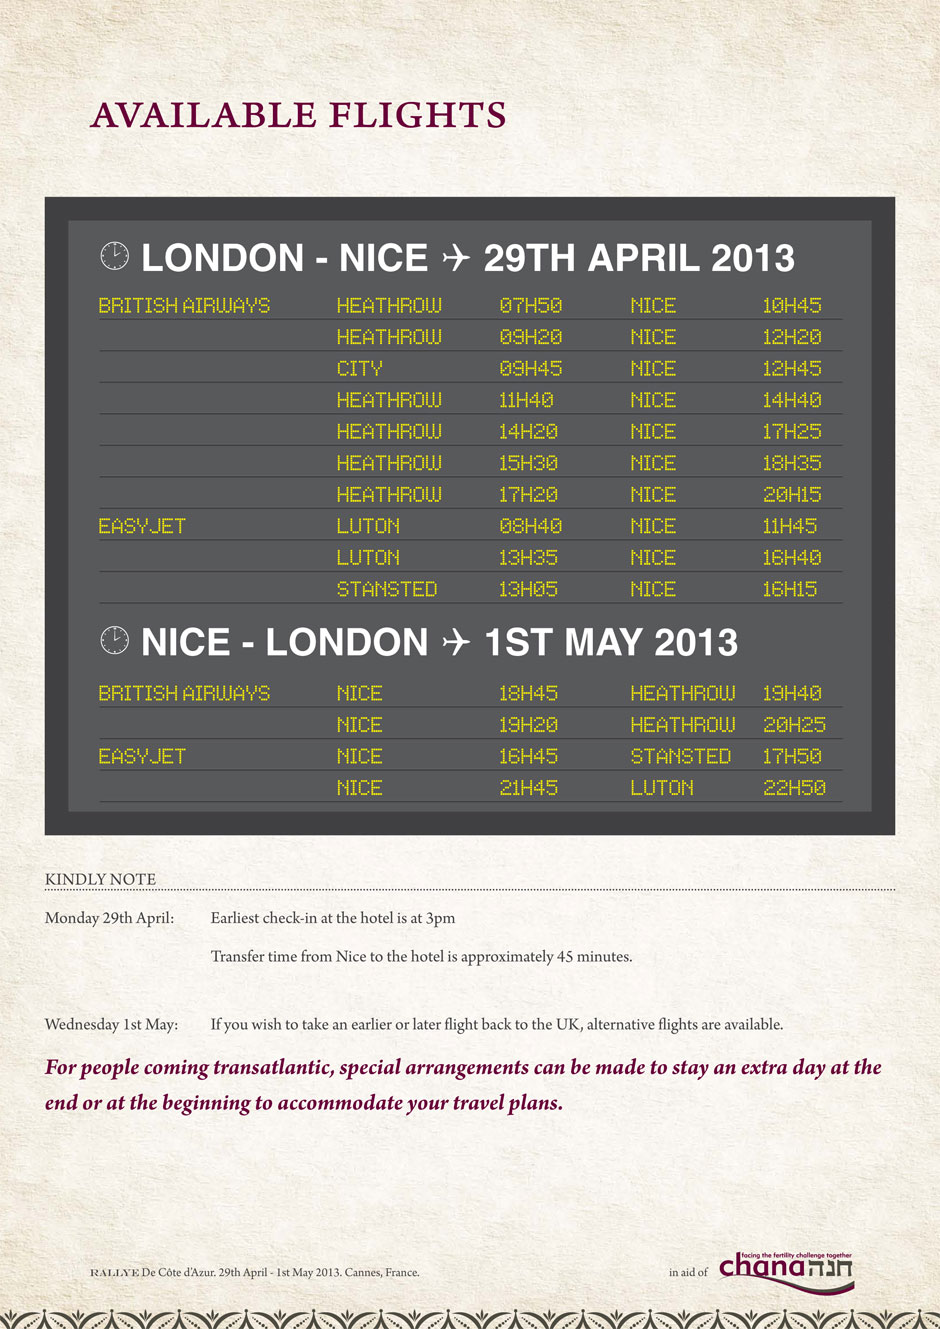 AVAILABLE FLIGHTS
LONDON - NICE ✈ 29TH APRIL 2013
BRITISH AIRWAYS HEATHROW 07H50 NICE 10H45
HEATHROW 09H20 NICE 12H20
CITY 09H45 NICE 12H45
HEATHROW 11H40 NICE 14H40
HEATHROW 14H20 NICE 17H25
HEATHROW 15H30 NICE 18H35
HEATHROW 17H20 NICE 20H15
EASYJET LUTON 08H40 NICE 11H45
LUTON 13H35 NICE 16H40
STANSTED 13H05 NICE 16H15
NICE - LONDON ✈ 1ST MAY 2013
BRITISH AIRWAYS NICE 18H45 HEATHROW 19H40
NICE 19H20 HEATHROW 20H25
EASYJET NICE 16H45 STANSTED 17H50
NICE 21H45 LUTON 22H50
KINDLY NOTE
Monday 29th April: Earliest check-in at the hotel is at 3pm
Transfer time from Nice to the hotel is approximately 45 minutes.
Wednesday 1st May: If you wish to take an earlier or later flight back to the UK, alternative flights are available.
For people coming transatlantic, special arrangements can be made to stay an extra day at the
end or at the beginning to accommodate your travel plans.
RALLYE De Côte d'Azur. 29th April - 1st May 2013. Cannes, France.
in aid of
facing the fertility challenge together
chana חנה